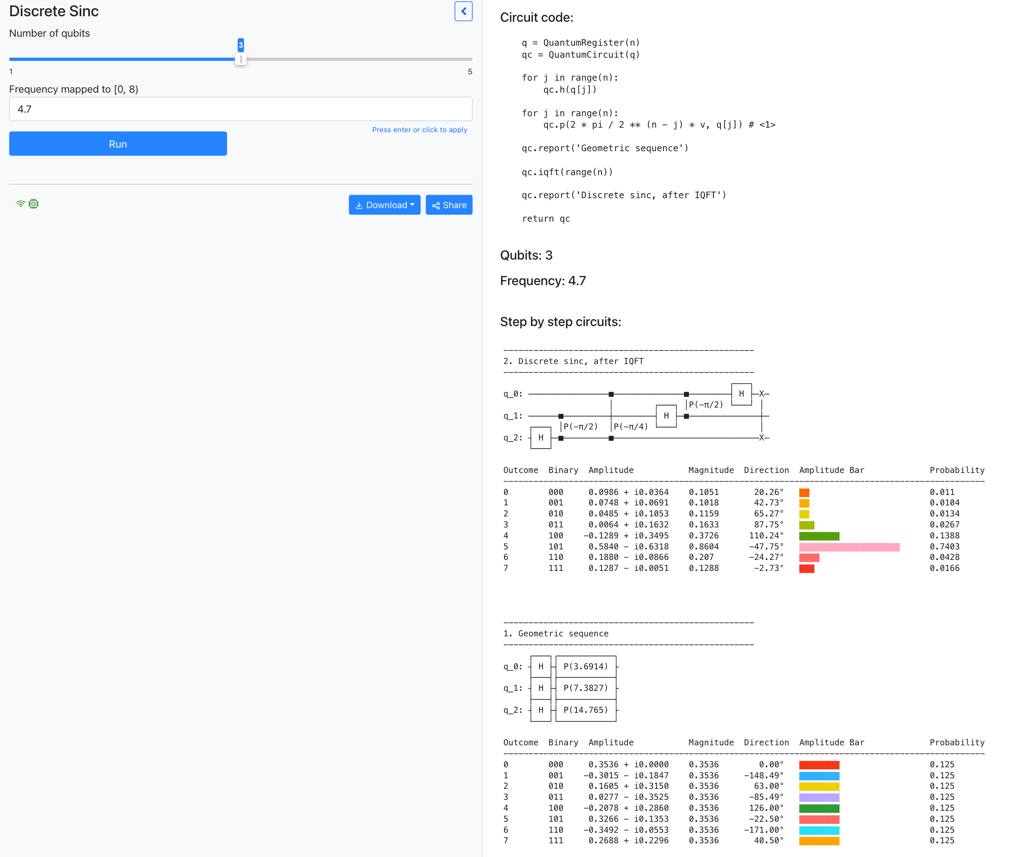 Discrete Sinc
Number of qubits
3
1
5
Frequency mapped to [0, 8)
4.7
Press enter or click to apply
Run
Download
Share
Circuit code:
q = QuantumRegister(n)
qc = QuantumCircuit(q)
for j in range(n):
qc.h(q[j])
for j in range(n):
qc.p(2 * pi / 2 ** (n - j) * v, q[j]) # <1>
qc.report('Geometric sequence')
qc.iqft(range(n))
qc.report('Discrete sinc, after IQFT')
return qc
Qubits: 3
Frequency: 4.7
Step by step circuits:
2. Discrete sinc, after IQFT
q_0: H X
P(-π/2)
q_1: H
P(-π/2) P(-π/4)
q_2: H X
Outcome Binary Amplitude Magnitude Direction Amplitude Bar Probability
0 000 0.0986 + i0.0364 0.1051 20.26° 0.011
1 001 0.0748 + i0.0691 0.1018 42.73° 0.0104
2 010 0.0485 + i0.1053 0.1159 65.27° 0.0134
3 011 0.0064 + i0.1632 0.1633 87.75° 0.0267
4 100 -0.1289 + i0.3495 0.3726 110.24° 0.1388
5 101 0.5840 - i0.6318 0.8604 -47.75° 0.7403
6 110 0.1880 - i0.0866 0.207 -24.27° 0.0428
7 111 0.1287 - i0.0051 0.1288 -2.73° 0.0166
1. Geometric sequence
q_0: H P(3.6914)
q_1: H P(7.3827)
q_2: H P(14.765)
Outcome Binary Amplitude Magnitude Direction Amplitude Bar Probability
0 000 0.3536 + i0.0000 0.3536 0.00° 0.125
1 001 -0.3015 - i0.1847 0.3536 -148.49° 0.125
2 010 0.1605 + i0.3150 0.3536 63.00° 0.125
3 011 0.0277 - i0.3525 0.3536 -85.49° 0.125
4 100 -0.2078 + i0.2860 0.3536 126.00° 0.125
5 101 0.3266 - i0.1353 0.3536 -22.50° 0.125
6 110 -0.3492 - i0.0553 0.3536 -171.00° 0.125
7 111 0.2688 + i0.2296 0.3536 40.50° 0.125